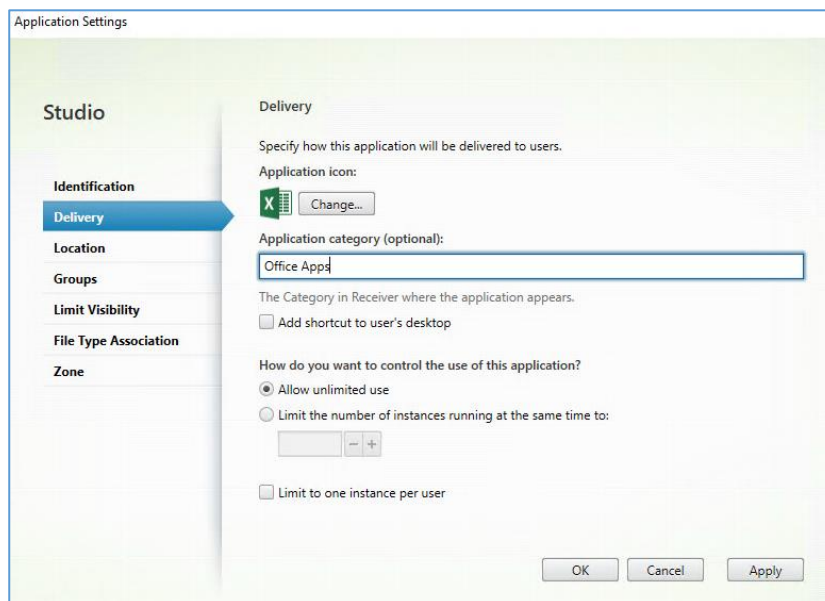 Application Settings
Studio
Identification
Delivery
Location
Groups
Limit Visibility
File Type Association
Zone
Delivery
Specify how this application will be delivered to users.
Application icon:
X
Change...
Application category (optional):
Office Apps
The Category in Receiver where the application appears.
Add shortcut to user's desktop
How do you want to control the use of this application?
Allow unlimited use
Limit the number of instances running at the same time to:
− +
Limit to one instance per user
OK Cancel Apply